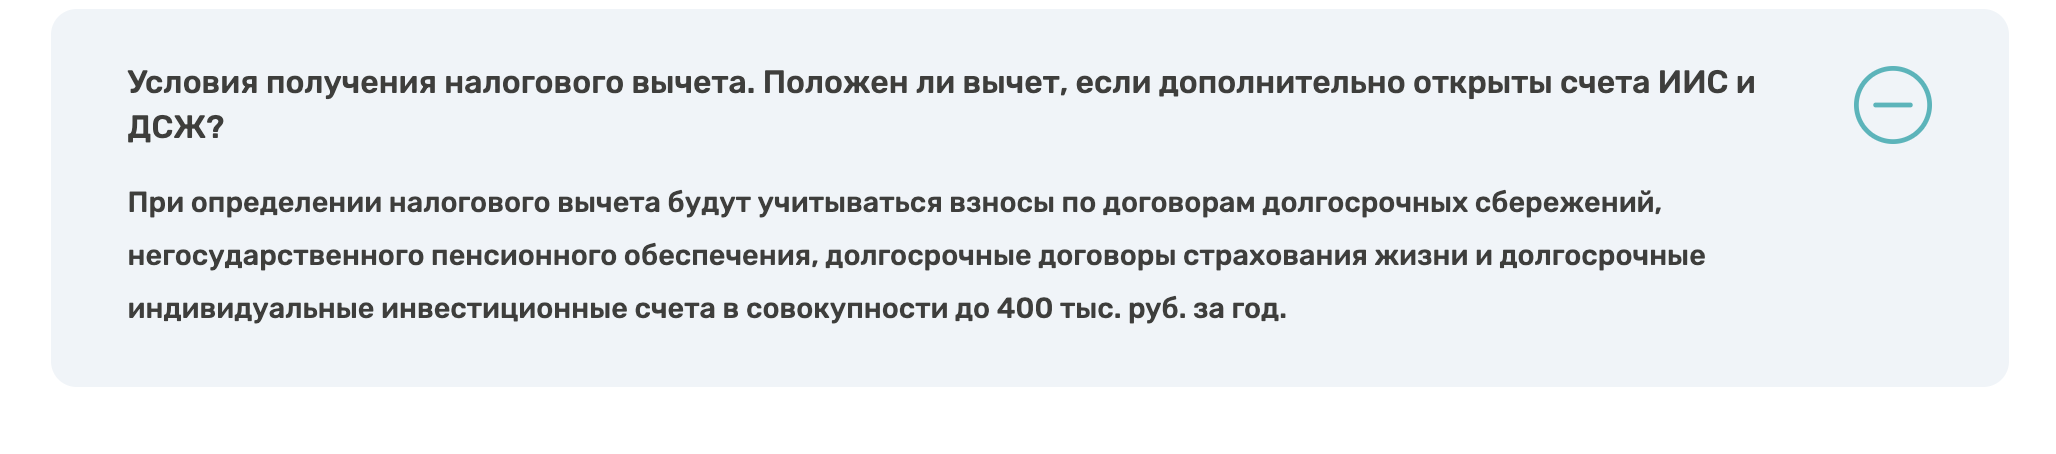 Условия получения налогового вычета. Положен ли вычет, если дополнительно открыты счета ИИС и
ДСЖ?
При определении налогового вычета будут учитываться взносы по договорам долгосрочных сбережений,
негосударственного пенсионного обеспечения, долгосрочные договоры страхования жизни и долгосрочные
индивидуальные инвестиционные счета в совокупности до 400 тыс. руб. за год.